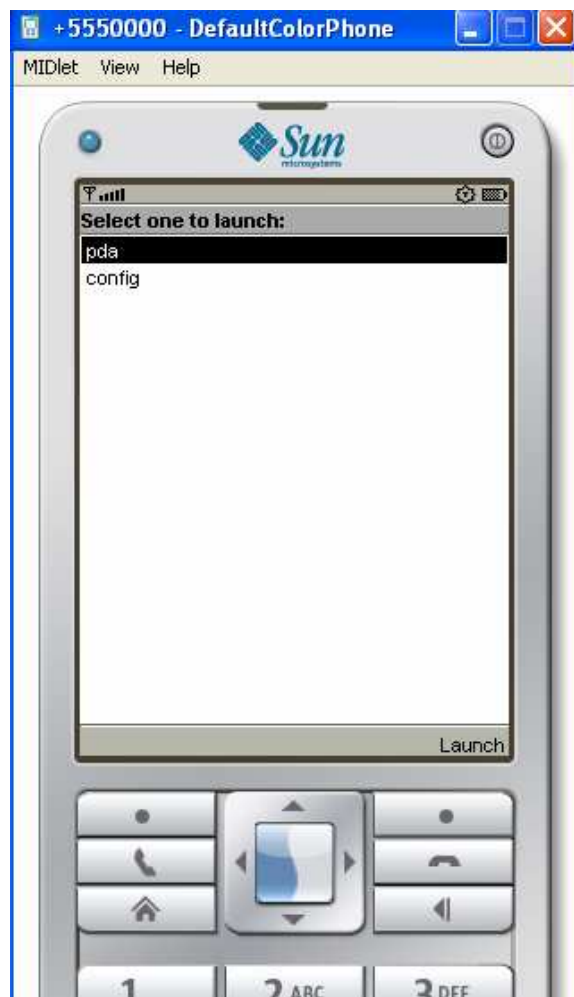 +5550000 - DefaultColorPhone
MIDlet View Help
Sun
microsystems
Select one to launch:
pda
config
Launch
1 2 ABC 3 DEF